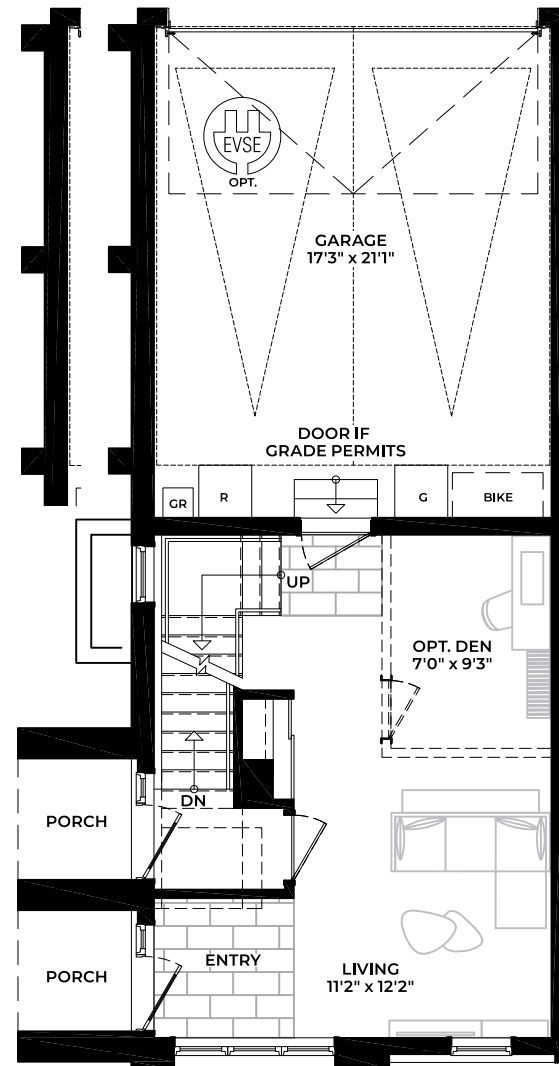 EVSE
OPT.
GARAGE
17'3" x 21'1"
DOOR IF
GRADE PERMITS
GR
R
G
BIKE
UP
OPT. DEN
7'0" x 9'3"
DN
PORCH
PORCH
ENTRY
LIVING
11'2" x 12'2"